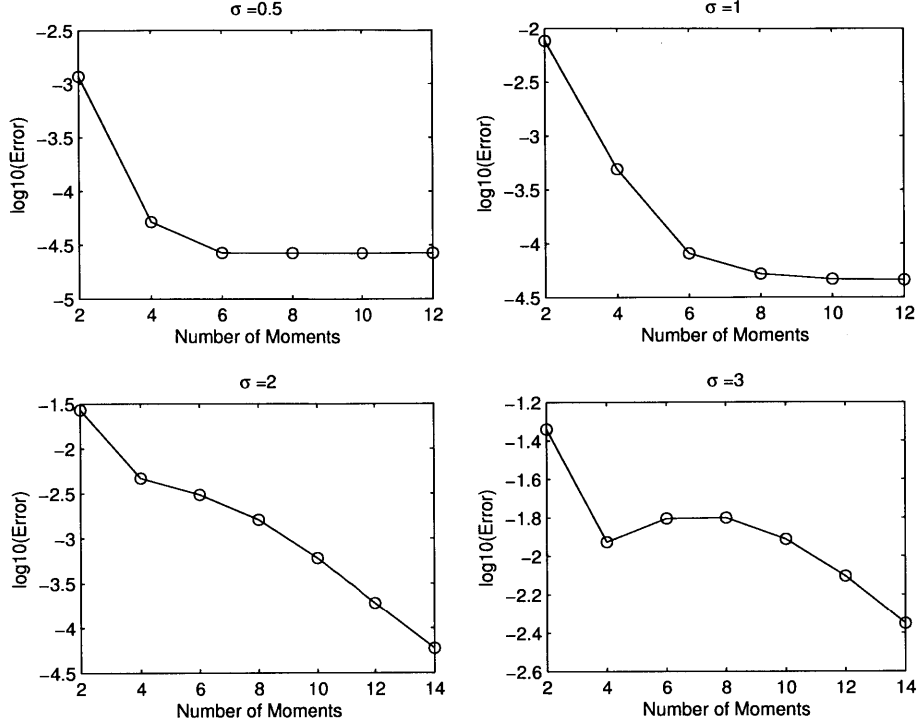 σ =0.5
log10(Error)
-2.5
-3
-3.5
-4
-4.5
-5
2 4 6 8 10 12
Number of Moments
σ =1
log10(Error)
-2
-2.5
-3
-3.5
-4
-4.5
2 4 6 8 10 12
Number of Moments
σ =2
log10(Error)
-1.5
-2
-2.5
-3
-3.5
-4
-4.5
2 4 6 8 10 12 14
Number of Moments
σ =3
log10(Error)
-1.2
-1.4
-1.6
-1.8
-2
-2.2
-2.4
-2.6
2 4 6 8 10 12 14
Number of Moments